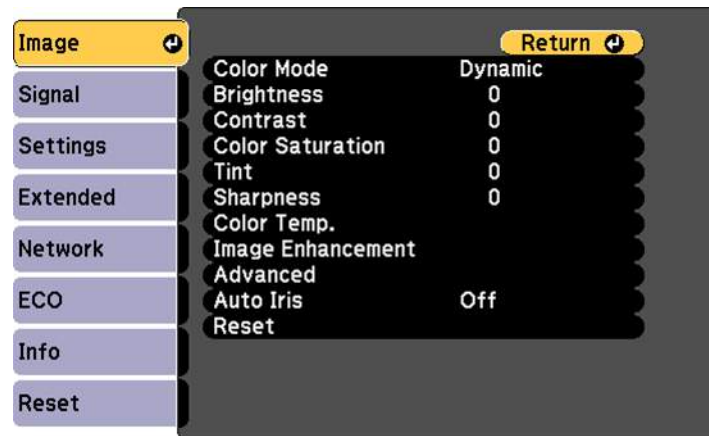 Image
Signal
Settings
Extended
Network
ECO
Info
Reset
Return
Color Mode Dynamic
Brightness 0
Contrast 0
Color Saturation 0
Tint 0
Sharpness 0
Color Temp.
Image Enhancement
Advanced
Auto Iris Off
Reset